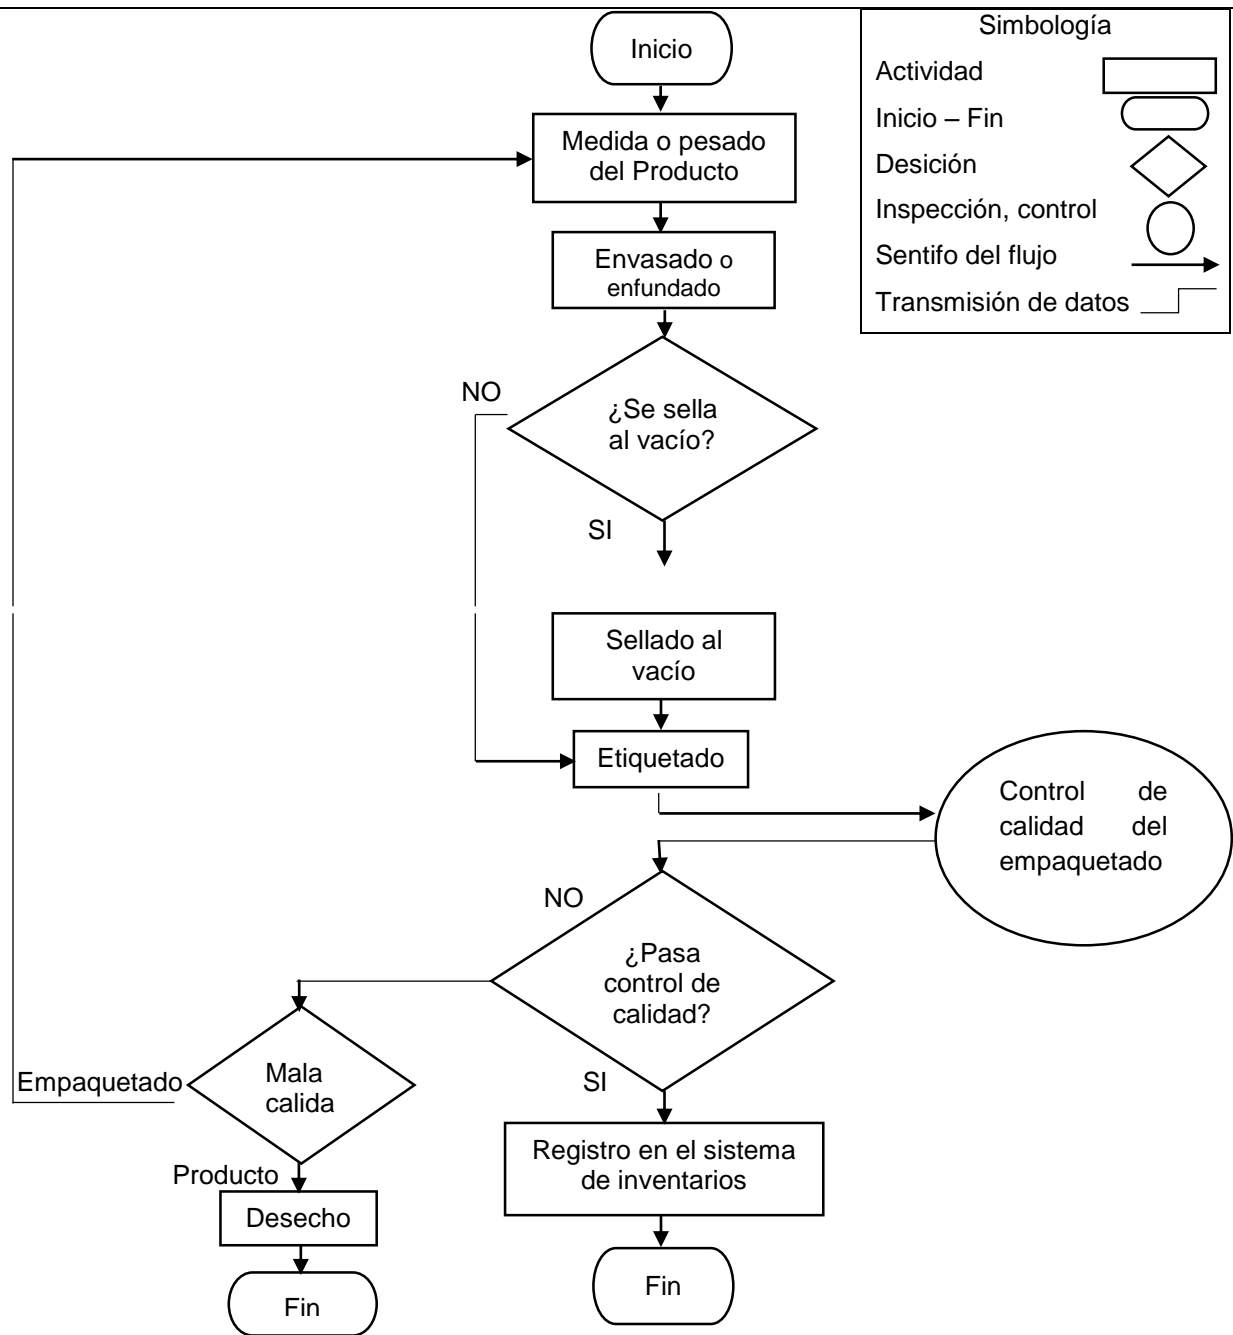 Inicio
Medida o pesado
del Producto
Envasado o
enfundado
NO
¿Se sella
al vacío?
SI
Sellado al
vacío
Etiquetado
Control de
calidad del
empaquetado
NO
¿Pasa
control de
calidad?
SI
Empaquetado
Mala
calida
Producto
Desecho
Fin
Registro en el sistema
de inventarios
Fin
Simbología
Actividad
Inicio – Fin
Desición
Inspección, control
Sentifo del flujo
Transmisión de datos